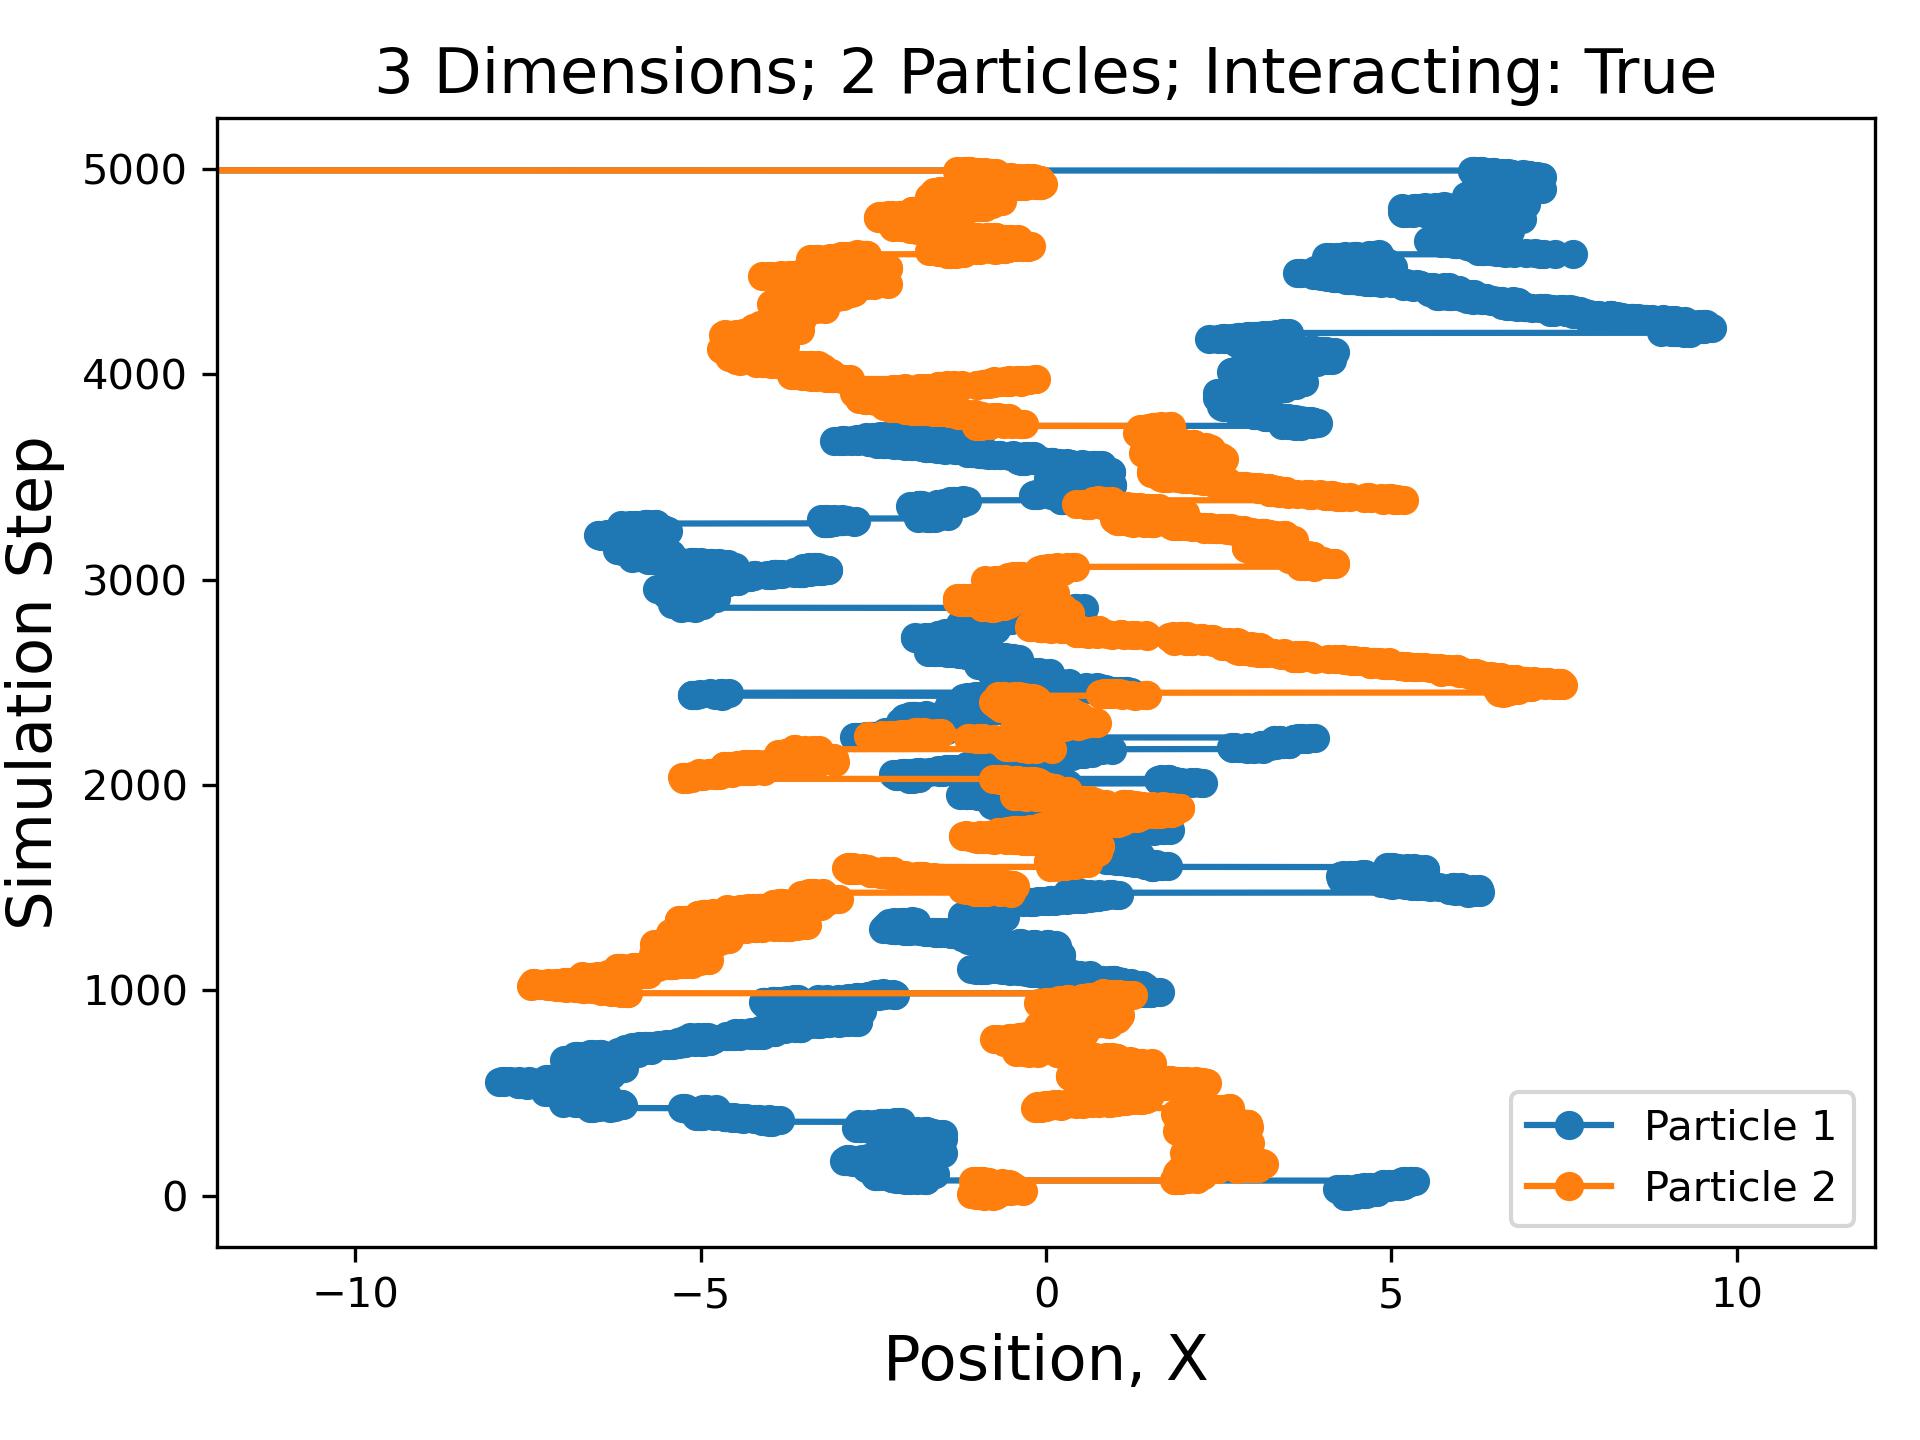 3 Dimensions; 2 Particles; Interacting: True
Simulation Step
5000
4000
3000
2000
1000
0
−10
−5
0
5
10
Position, X
Particle 1
Particle 2